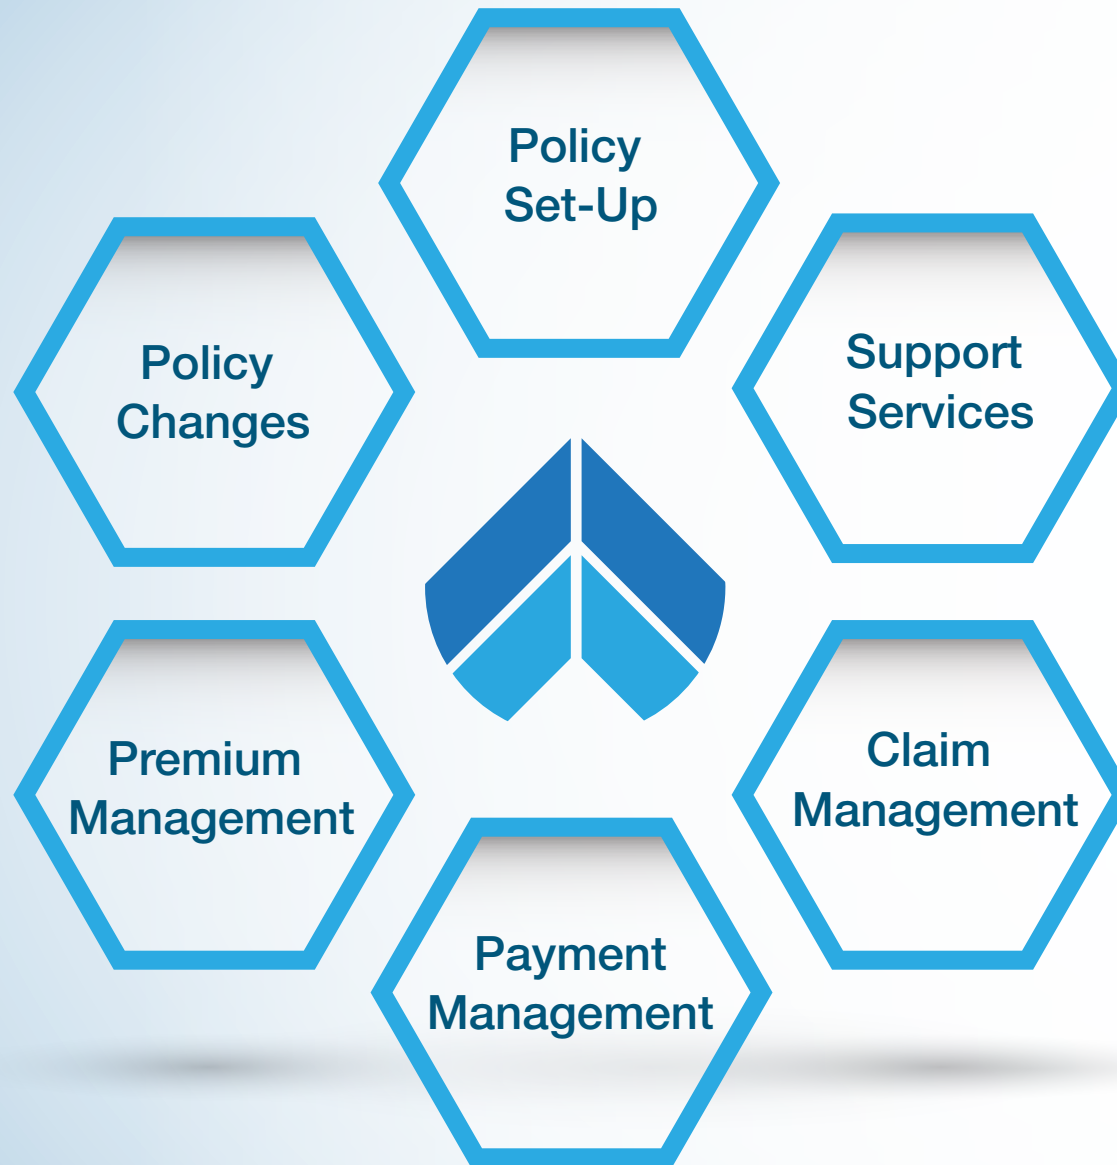 Policy
Set-Up
Support
Services
Claim
Management
Payment
Management
Premium
Management
Policy
Changes